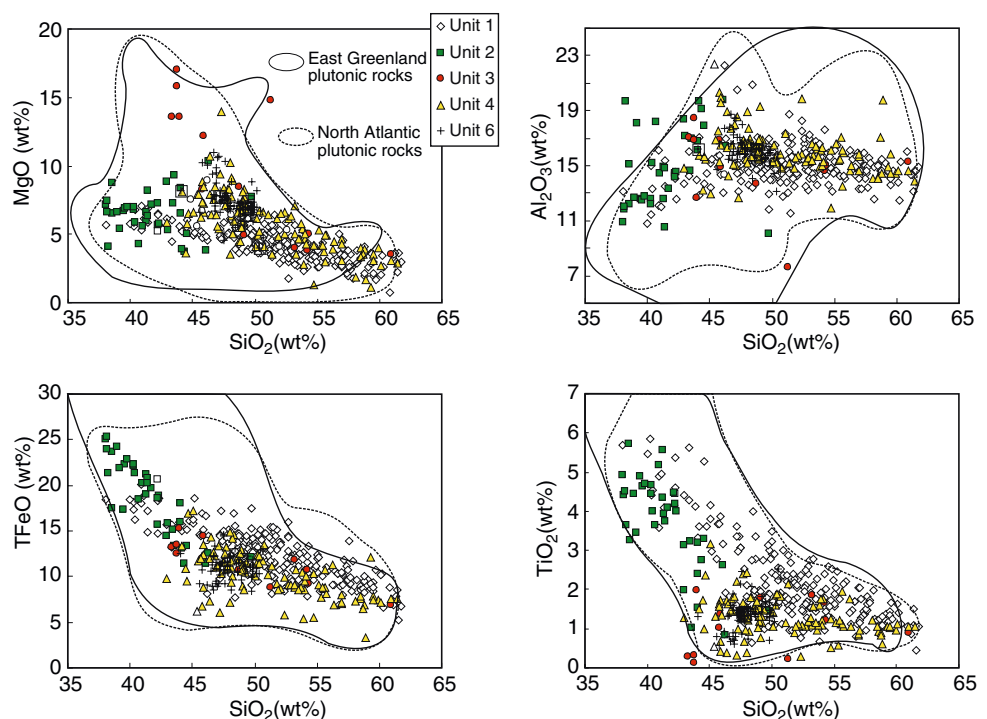 MgO (wt%)
20
15
10
5
0
35 40 45 50 55 60 65
SiO2(wt%)
East Greenland
plutonic rocks
North Atlantic
plutonic rocks
Unit 1
Unit 2
Unit 3
Unit 4
Unit 6
Al2O3(wt%)
23
19
15
11
7
35 40 45 50 55 60 65
SiO2(wt%)
TFeO (wt%)
30
25
20
15
10
5
0
35 40 45 50 55 60 65
SiO2(wt%)
TiO2(wt%)
7
6
5
4
3
2
1
0
35 40 45 50 55 60 65
SiO2(wt%)